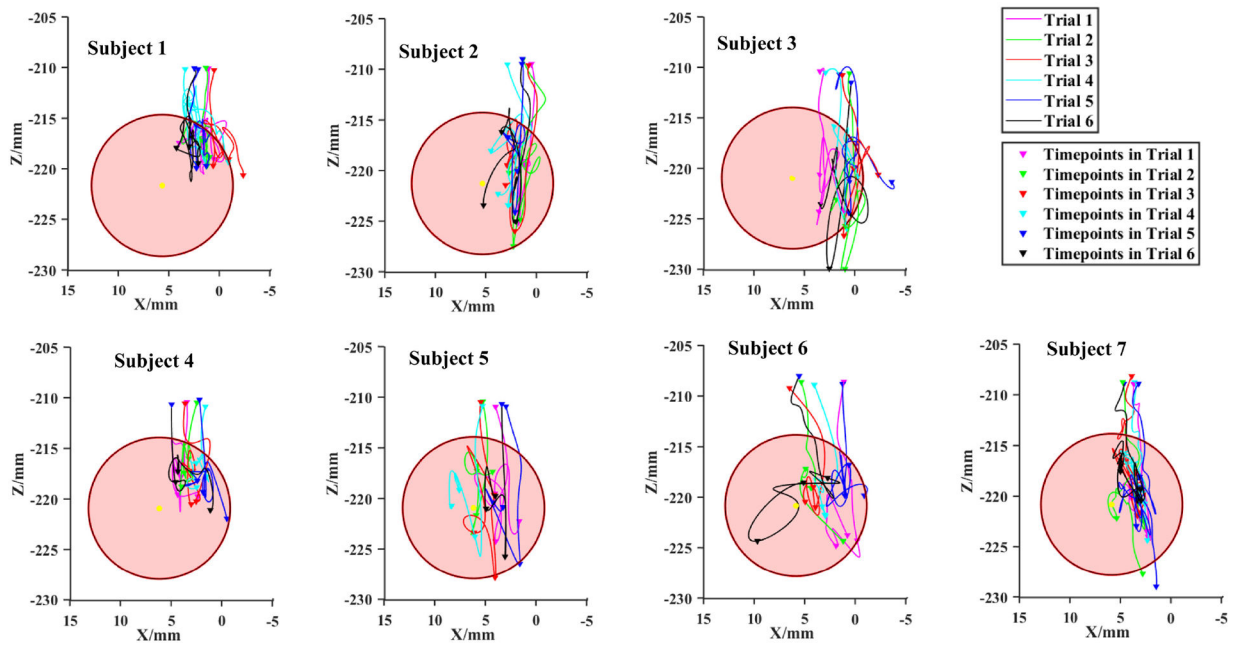 Subject 1
-205
-210
-215
-220
-225
-230
Z/mm
15 10 5 0 -5
X/mm
Subject 2
-205
-210
-215
-220
-225
-230
Z/mm
15 10 5 0 -5
X/mm
Subject 3
-205
-210
-215
-220
-225
-230
Z/mm
15 10 5 0 -5
X/mm
Trial 1
Trial 2
Trial 3
Trial 4
Trial 5
Trial 6
Timepoints in Trial 1
Timepoints in Trial 2
Timepoints in Trial 3
Timepoints in Trial 4
Timepoints in Trial 5
Timepoints in Trial 6
Subject 4
-205
-210
-215
-220
-225
-230
Z/mm
15 10 5 0 -5
X/mm
Subject 5
-205
-210
-215
-220
-225
-230
Z/mm
15 10 5 0 -5
X/mm
Subject 6
-205
-210
-215
-220
-225
-230
Z/mm
15 10 5 0 -5
X/mm
Subject 7
-205
-210
-215
-220
-225
-230
Z/mm
15 10 5 0 -5
X/mm